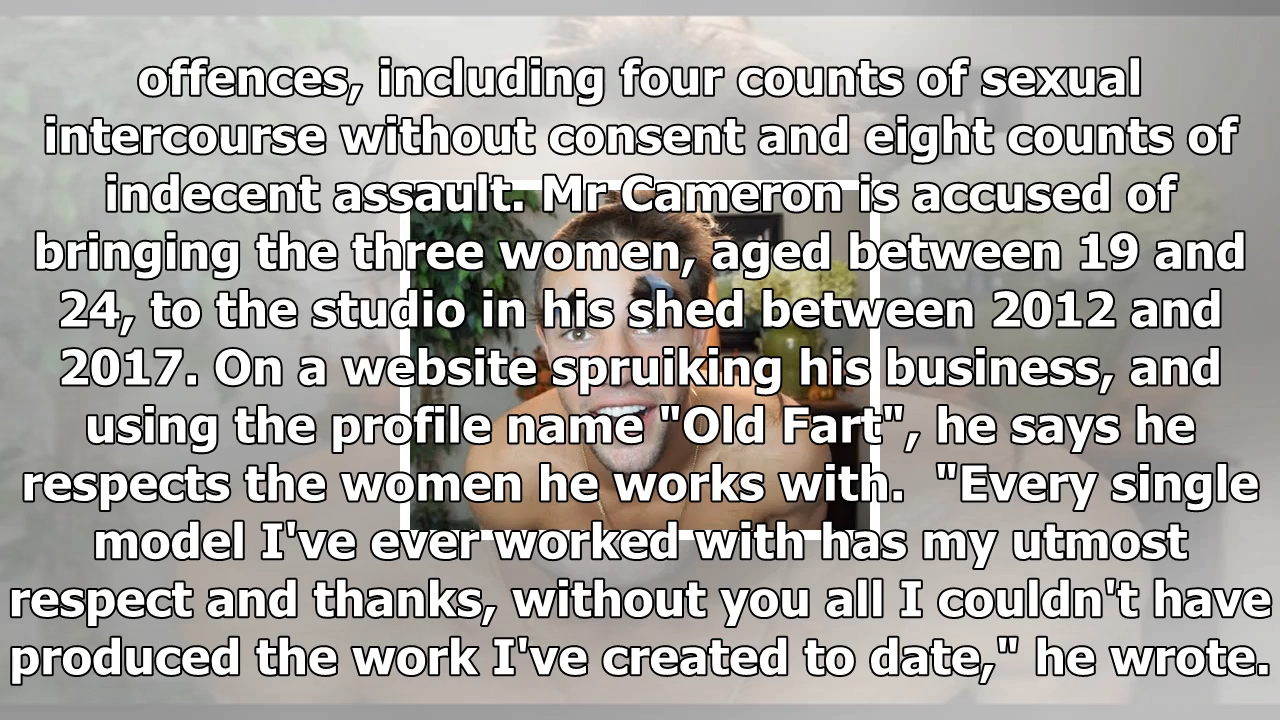 offences, including four counts of sexual
intercourse without consent and eight counts of
indecent assault. Mr Cameron is accused of
bringing the three women, aged between 19 and
24, to the studio in his shed between 2012 and
2017. On a website spruiking his business, and
using the profile name "Old Fart", he says he
respects the women he works with.  "Every single
model I've ever worked with has my utmost
respect and thanks, without you all I couldn't have
produced the work I've created to date," he wrote.